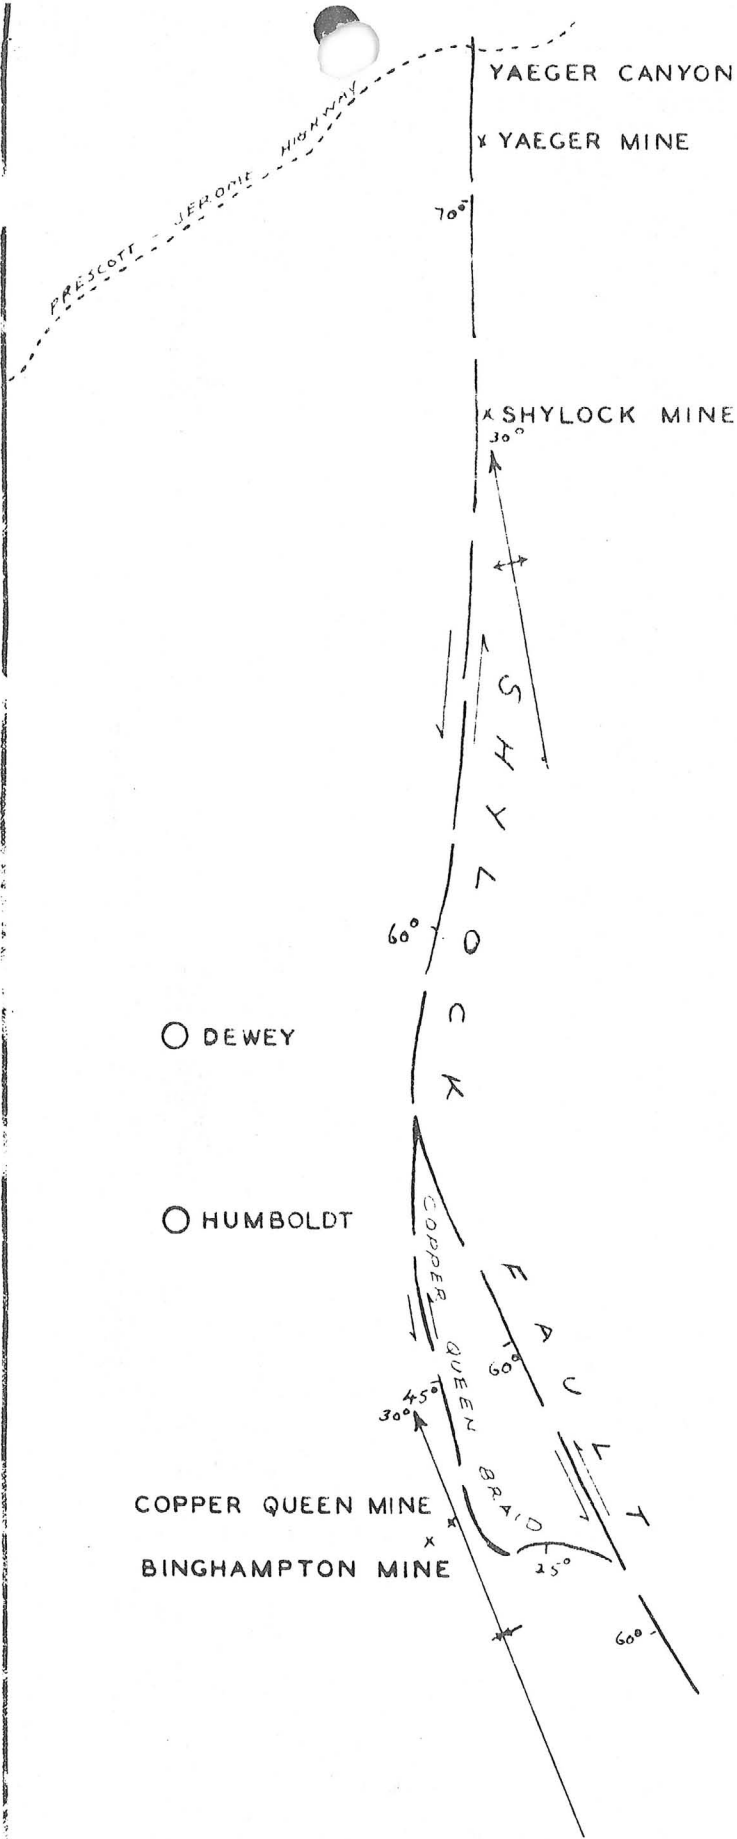 YAEGER CANYON
x YAEGER MINE
PRESCOTT - JEROME HIGHWAY
70°
x SHYLOCK MINE
30°
SHYLOCK
60°
DEWEY
HUMBOLDT
COPPER QUEEN BRAID
FAULT
60°
45°
30°
COPPER QUEEN MINE x
x
BINGHAMPTON MINE
25°
60°